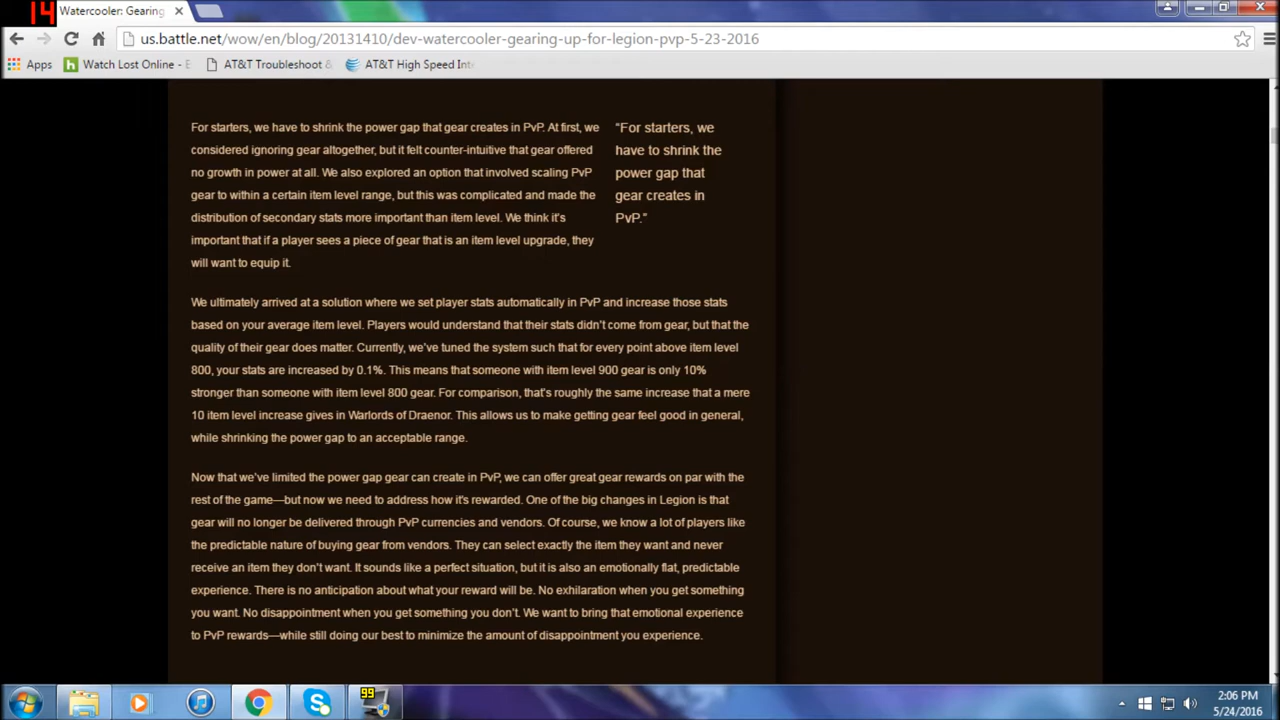 14
Watercooler: Gearing
us.battle.net/wow/en/blog/20131410/dev-watercooler-gearing-up-for-legion-pvp-5-23-2016
Apps
Watch Lost Online - E
AT&T Troubleshoot &
AT&T High Speed Inte
For starters, we have to shrink the power gap that gear creates in PvP. At first, we
considered ignoring gear altogether, but it felt counter-intuitive that gear offered
no growth in power at all. We also explored an option that involved scaling PvP
gear to within a certain item level range, but this was complicated and made the
distribution of secondary stats more important than item level. We think it's
important that if a player sees a piece of gear that is an item level upgrade, they
will want to equip it.
"For starters, we
have to shrink the
power gap that
gear creates in
PvP."
We ultimately arrived at a solution where we set player stats automatically in PvP and increase those stats
based on your average item level. Players would understand that their stats didn't come from gear, but that the
quality of their gear does matter. Currently, we've tuned the system such that for every point above item level
800, your stats are increased by 0.1%. This means that someone with item level 900 gear is only 10%
stronger than someone with item level 800 gear. For comparison, that's roughly the same increase that a mere
10 item level increase gives in Warlords of Draenor. This allows us to make getting gear feel good in general,
while shrinking the power gap to an acceptable range.
Now that we've limited the power gap gear can create in PvP, we can offer great gear rewards on par with the
rest of the game—but now we need to address how it's rewarded. One of the big changes in Legion is that
gear will no longer be delivered through PvP currencies and vendors. Of course, we know a lot of players like
the predictable nature of buying gear from vendors. They can select exactly the item they want and never
receive an item they don't want. It sounds like a perfect situation, but it is also an emotionally flat, predictable
experience. There is no anticipation about what your reward will be. No exhilaration when you get something
you want. No disappointment when you get something you don't. We want to bring that emotional experience
to PvP rewards—while still doing our best to minimize the amount of disappointment you experience.
99
2:06 PM
5/24/2016